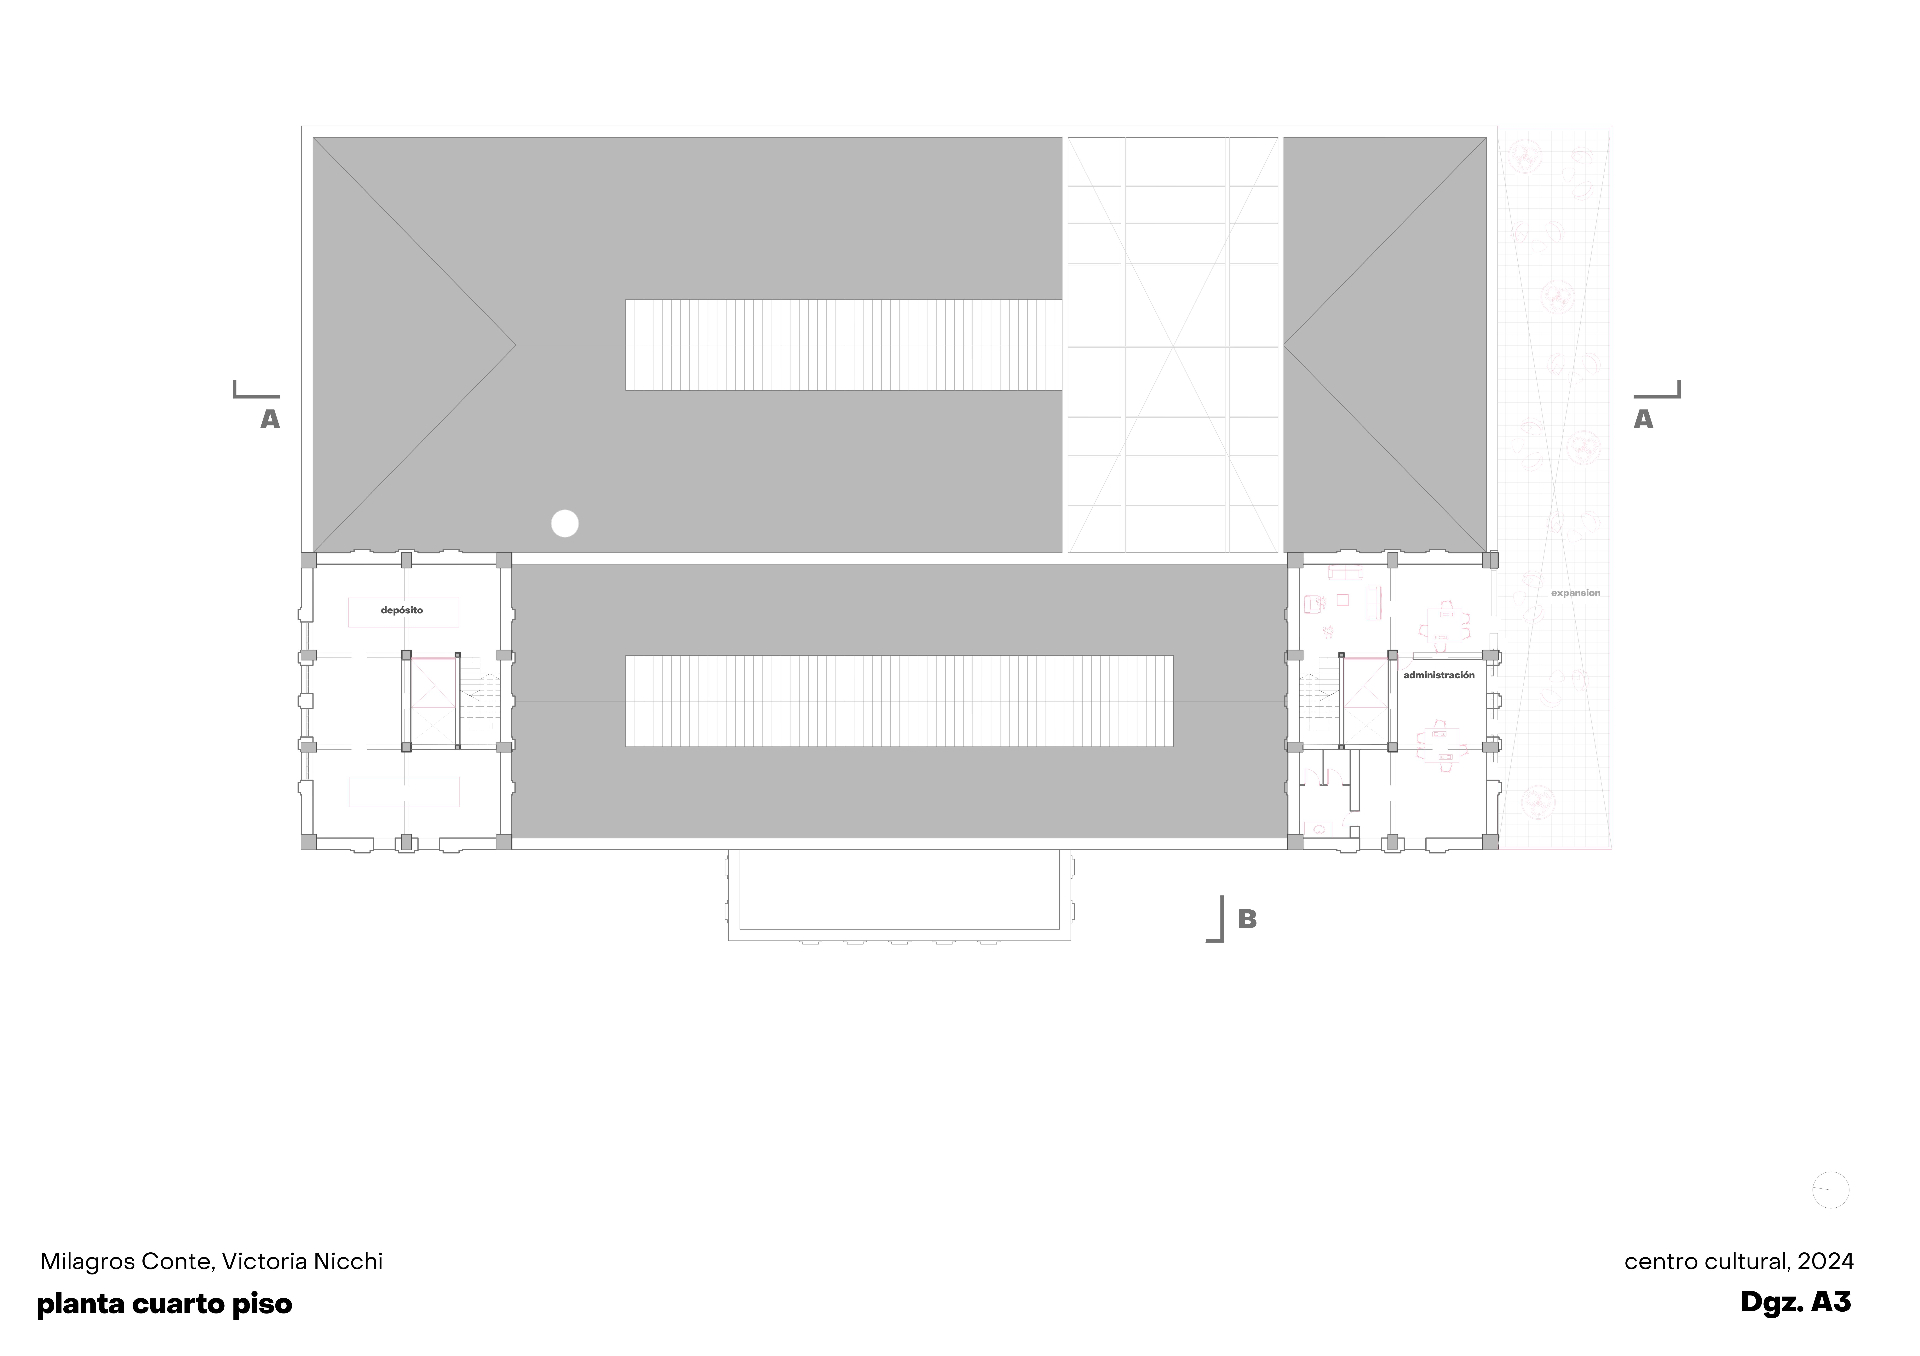 A
A
depósito
expansion
administración
B
Milagros Conte, Victoria Nicchi
planta cuarto piso
centro cultural, 2024
Dgz. A3